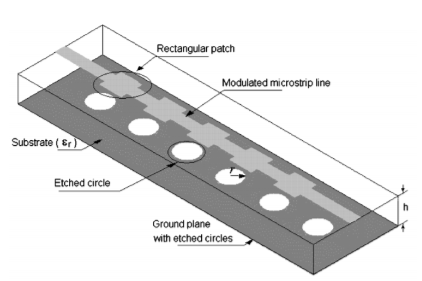 Rectangular patch
Modulated microstrip line
Substrate ( εr )
Etched circle
r
h
Ground plane
with etched circles